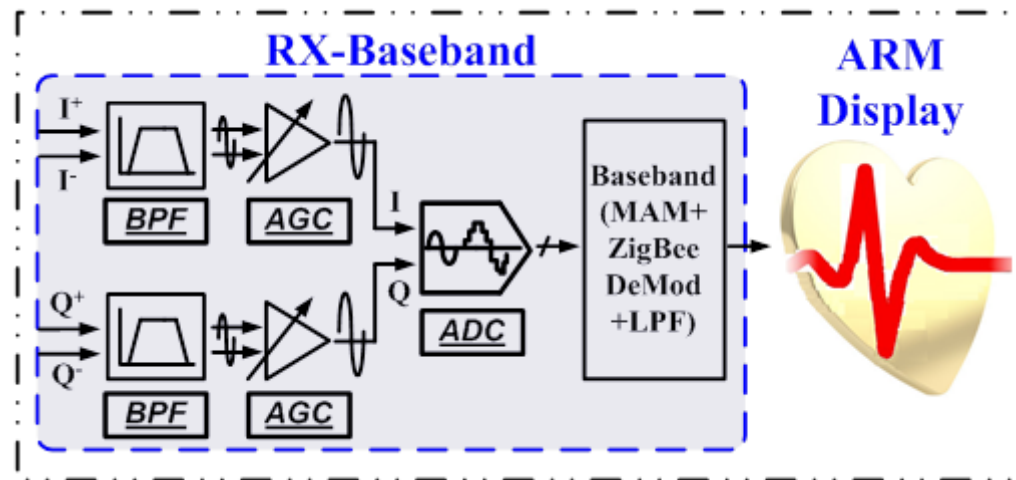 RX-Baseband
ARM
Display
I+
I-
BPF
AGC
I
Q
ADC
Baseband
(MAM+
ZigBee
DeMod
+LPF)
Q+
Q-
BPF
AGC